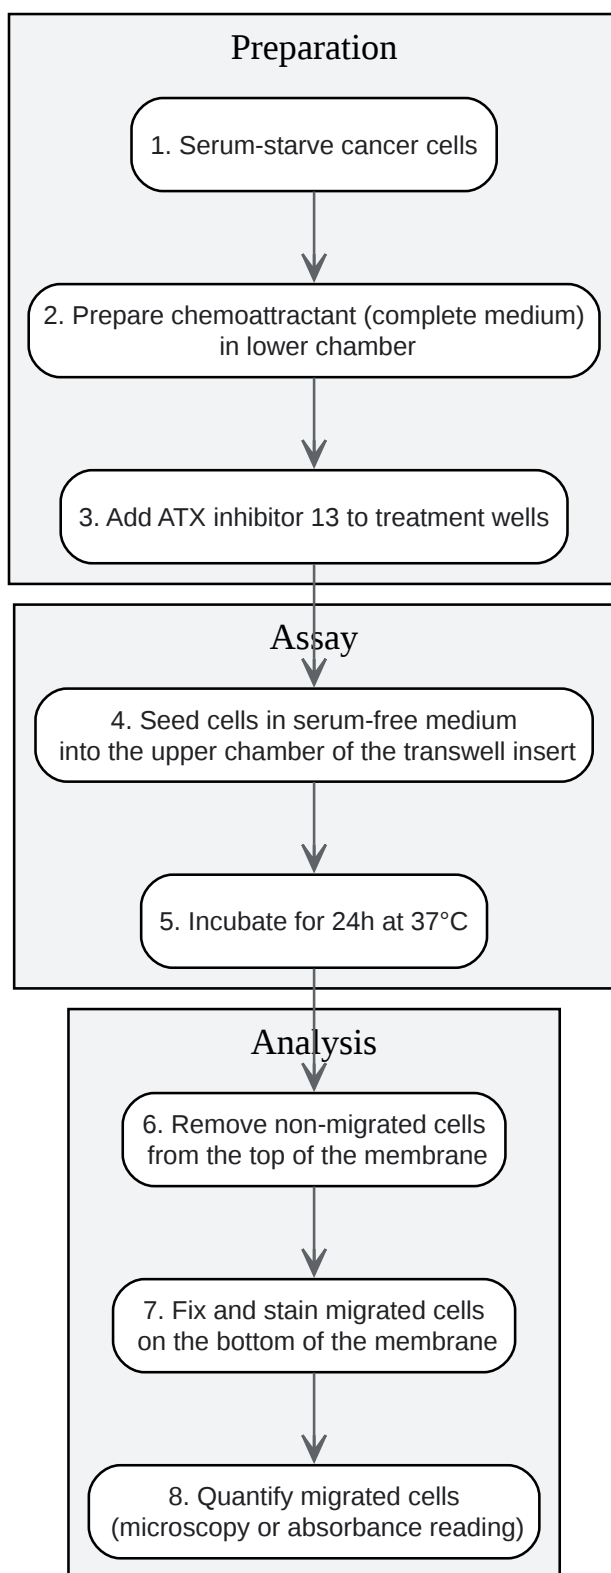 Preparation
1. Serum-starve cancer cells
2. Prepare chemoattractant (complete medium)
in lower chamber
3. Add ATX inhibitor 13 to treatment wells
Assay
4. Seed cells in serum-free medium
into the upper chamber of the transwell insert
5. Incubate for 24h at 37°C
Analysis
6. Remove non-migrated cells
from the top of the membrane
7. Fix and stain migrated cells
on the bottom of the membrane
8. Quantify migrated cells
(microscopy or absorbance reading)